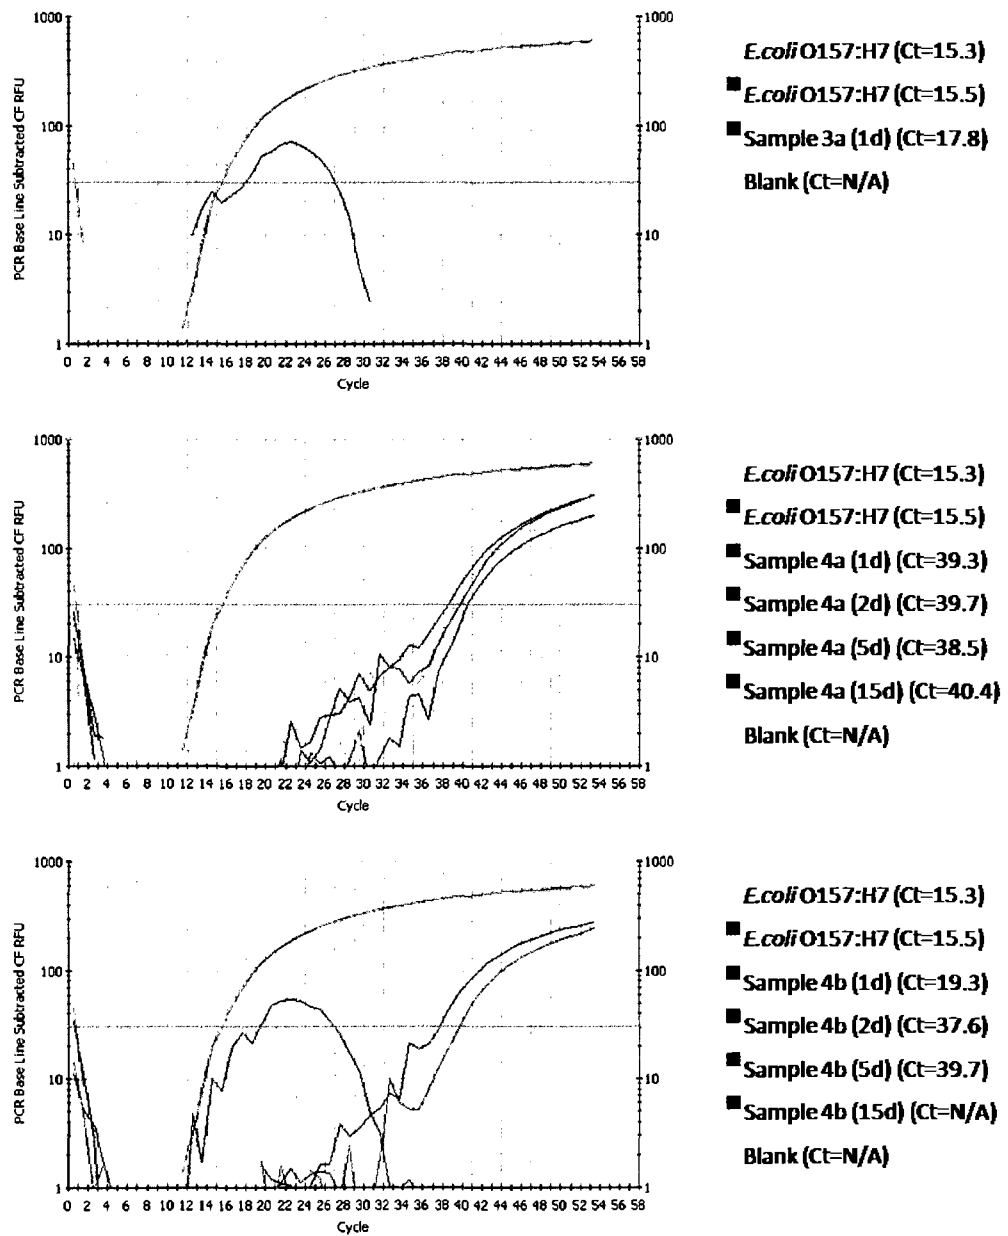 1000
100
10
1
1000
100
10
1
PCR Base Line Subtracted CF RFU
0 2 4 6 8 10 12 14 16 18 20 22 24 26 28 30 32 34 36 38 40 42 44 46 48 50 52 54 56 58
Cycle
E.coli O157:H7 (Ct=15.3)
E.coli O157:H7 (Ct=15.5)
Sample 3a (1d) (Ct=17.8)
Blank (Ct=N/A)
1000
100
10
1
1000
100
10
1
PCR Base Line Subtracted CF RFU
0 2 4 6 8 10 12 14 16 18 20 22 24 26 28 30 32 34 36 38 40 42 44 46 48 50 52 54 56 58
Cycle
E.coli O157:H7 (Ct=15.3)
E.coli O157:H7 (Ct=15.5)
Sample 4a (1d) (Ct=39.3)
Sample 4a (2d) (Ct=39.7)
Sample 4a (5d) (Ct=38.5)
Sample 4a (15d) (Ct=40.4)
Blank (Ct=N/A)
1000
100
10
1
1000
100
10
1
PCR Base Line Subtracted CF RFU
0 2 4 6 8 10 12 14 16 18 20 22 24 26 28 30 32 34 36 38 40 42 44 46 48 50 52 54 56 58
Cycle
E.coli O157:H7 (Ct=15.3)
E.coli O157:H7 (Ct=15.5)
Sample 4b (1d) (Ct=19.3)
Sample 4b (2d) (Ct=37.6)
Sample 4b (5d) (Ct=39.7)
Sample 4b (15d) (Ct=N/A)
Blank (Ct=N/A)